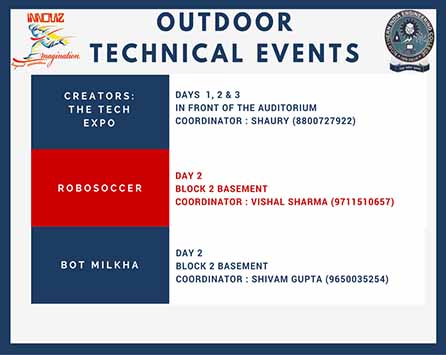 OUTDOOR
TECHNICAL EVENTS
INNOVIZ
Imagination
CREATORS:
THE TECH
EXPO
DAYS 1, 2 & 3
IN FRONT OF THE AUDITORIUM
COORDINATOR : SHAURY (8800727922)
ROBOSOCCER
DAY 2
BLOCK 2 BASEMENT
COORDINATOR : VISHAL SHARMA (9711510657)
BOT MILKHA
DAY 2
BLOCK 2 BASEMENT
COORDINATOR : SHIVAM GUPTA (9650035254)